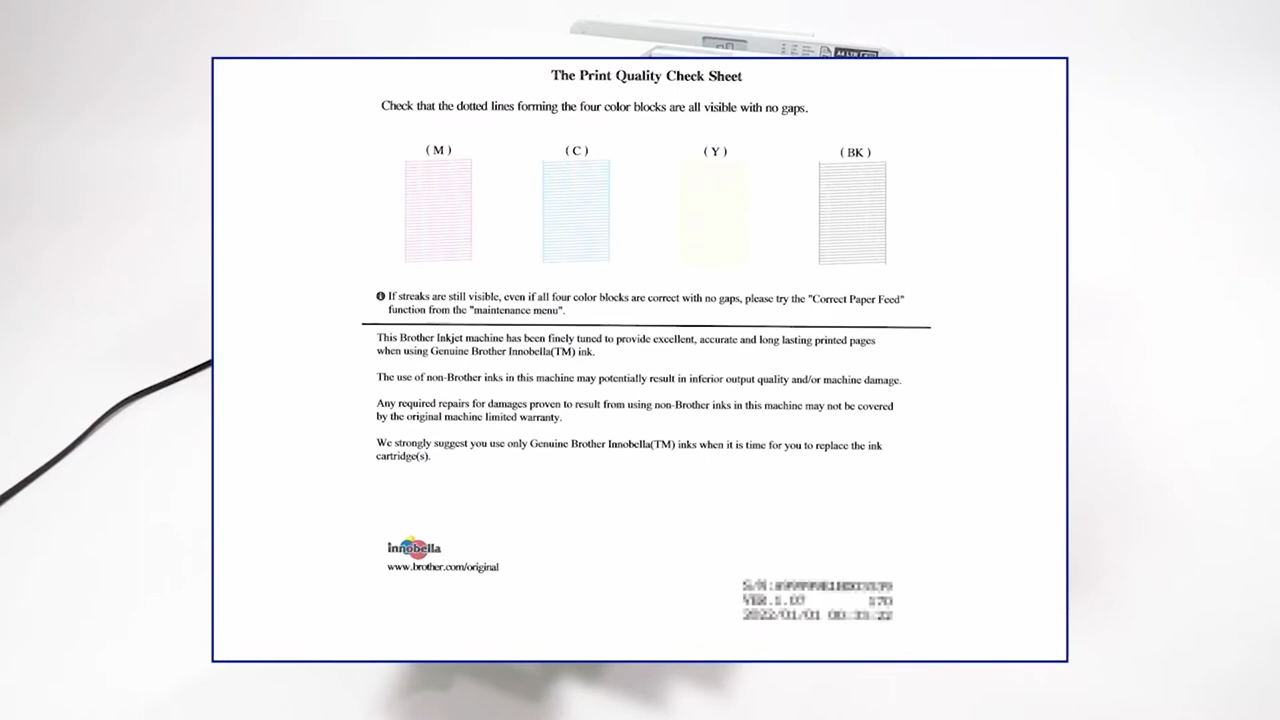 The Print Quality Check Sheet
Check that the dotted lines forming the four color blocks are all visible with no gaps.
(M) (C) (Y) (BK)
If streaks are still visible, even if all four color blocks are correct with no gaps, please try the "Correct Paper Feed"
function from the "maintenance menu".
This Brother Inkjet machine has been finely tuned to provide excellent, accurate and long lasting printed pages
when using Genuine Brother Innobella(TM) ink.
The use of non-Brother inks in this machine may potentially result in inferior output quality and/or machine damage.
Any required repairs for damages proven to result from using non-Brother inks in this machine may not be covered
by the original machine limited warranty.
We strongly suggest you use only Genuine Brother Innobella(TM) inks when it is time for you to replace the ink
cartridge(s).
innobella
www.brother.com/original
VER.1.07 170
2022/01/01